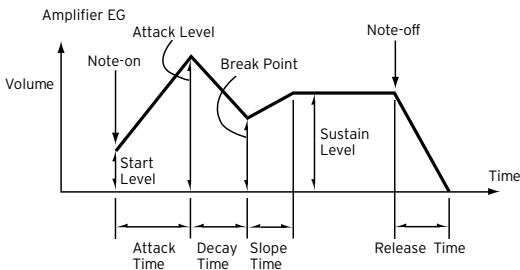 Amplifier EG
Attack Level
Note-off
Note-on
Break Point
Volume
Start
Level
Sustain
Level
Time
Attack
Time
Decay
Time
Slope
Time
Release Time